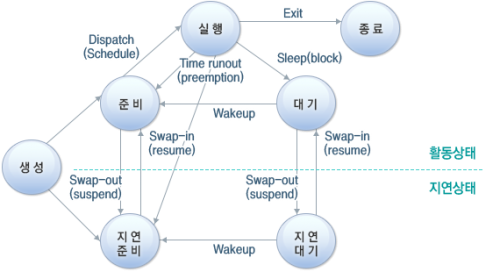 실행
Exit
종료
Dispatch
(Schedule)
Time runout
(preemption)
Sleep(block)
준비
대기
Wakeup
Swap-in
(resume)
Swap-in
(resume)
생성
활동상태
지연상태
Swap-out
(suspend)
Swap-out
(suspend)
지연
준비
지연
대기
Wakeup